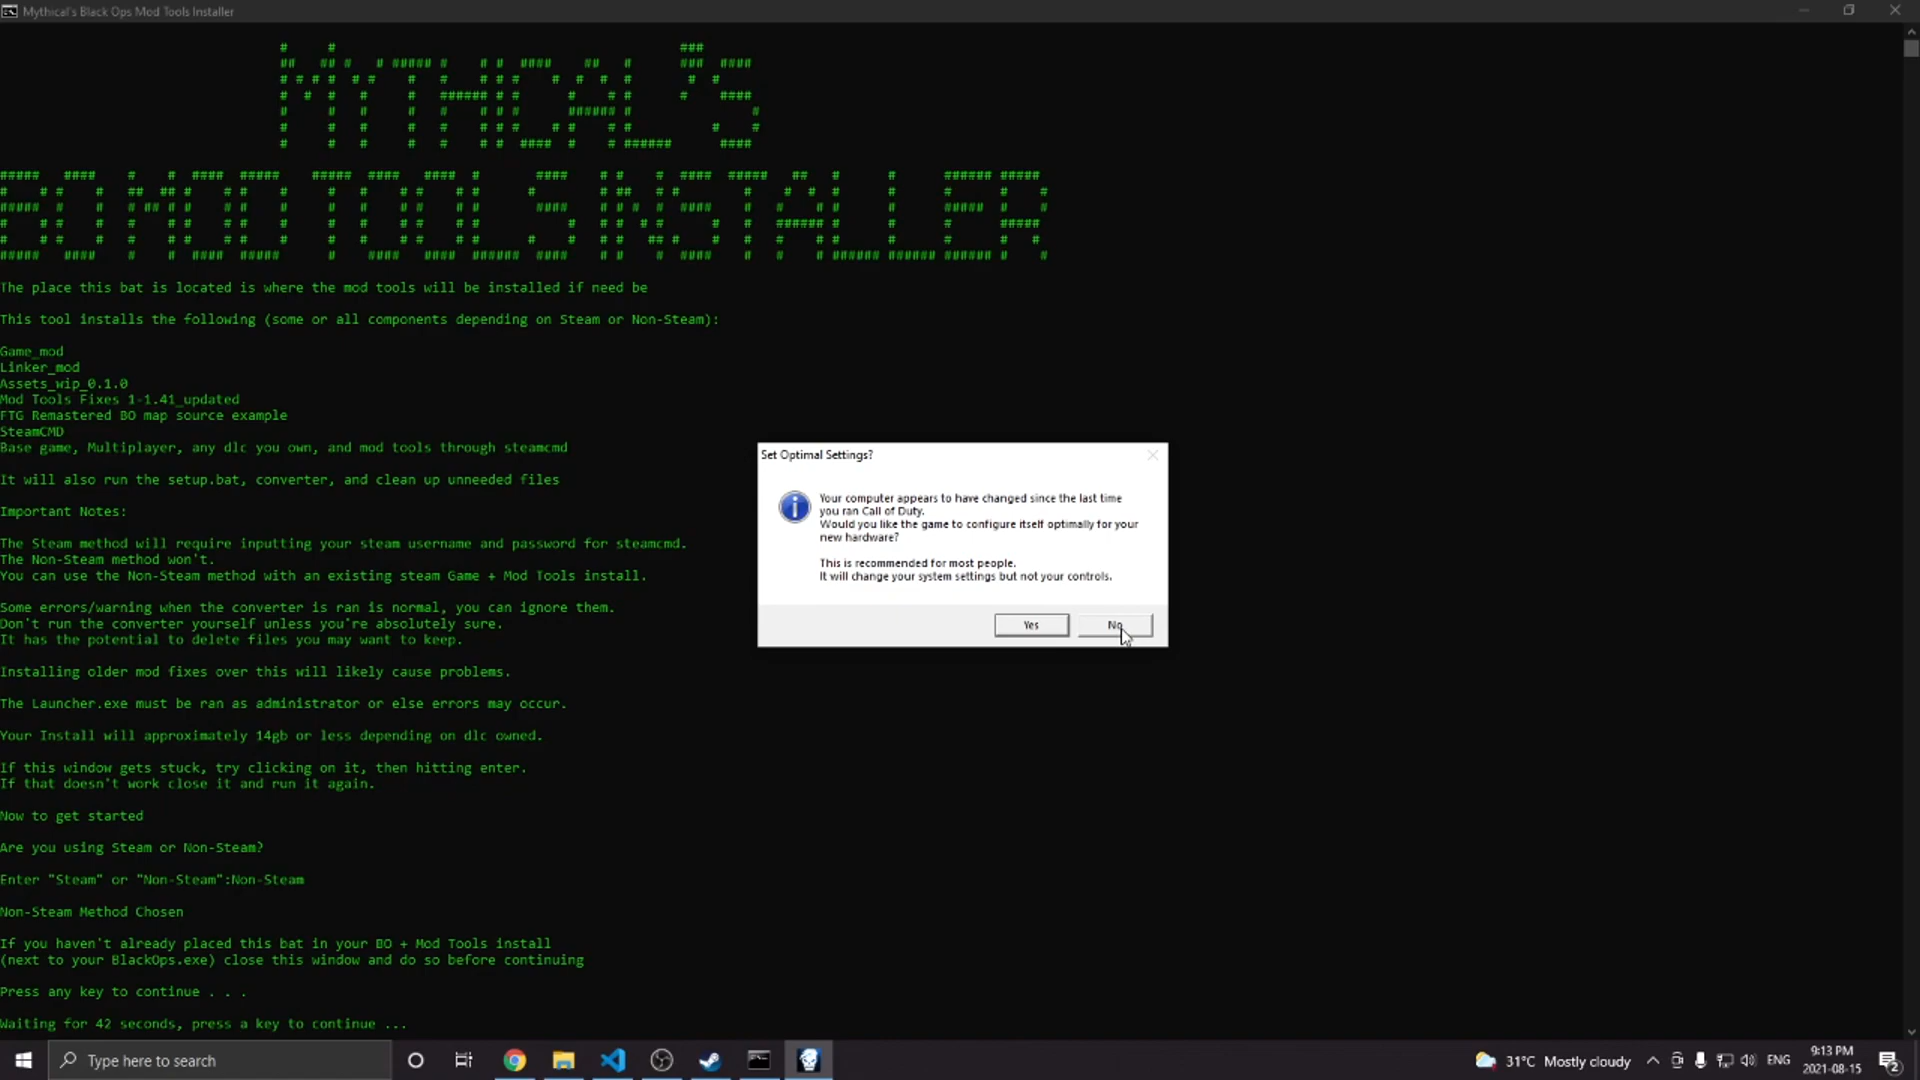 Mythical's Black Ops Mod Tools Installer
MYTHICAL'S
BO MOD TOOLS INSTALLER
The place this bat is located is where the mod tools will be installed if need be
This tool installs the following (some or all components depending on Steam or Non-Steam):
Game_mod
Linker_mod
Assets_wip_0.1.0
Mod Tools Fixes 1-1.41_updated
FTG Remastered BO map source example
SteamCMD
Base game, Multiplayer, any dlc you own, and mod tools through steamcmd
It will also run the setup.bat, converter, and clean up unneeded files
Important Notes:
The Steam method will require inputting your steam username and password for steamcmd.
The Non-Steam method won't.
You can use the Non-Steam method with an existing steam Game + Mod Tools install.
Some errors/warning when the converter is ran is normal, you can ignore them.
Don't run the converter yourself unless you're absolutely sure.
It has the potential to delete files you may want to keep.
Installing older mod fixes over this will likely cause problems.
The Launcher.exe must be ran as administrator or else errors may occur.
Your Install will approximately 14gb or less depending on dlc owned.
If this window gets stuck, try clicking on it, then hitting enter.
If that doesn't work close it and run it again.
Now to get started
Are you using Steam or Non-Steam?
Enter "Steam" or "Non-Steam":Non-Steam
Non-Steam Method Chosen
If you haven't already placed this bat in your BO + Mod Tools install
(next to your BlackOps.exe) close this window and do so before continuing
Press any key to continue . . .
Waiting for 42 seconds, press a key to continue ...
Set Optimal Settings?
Your computer appears to have changed since the last time
you ran Call of Duty.
Would you like the game to configure itself optimally for your
new hardware?
This is recommended for most people.
It will change your system settings but not your controls.
Yes
No
Type here to search
31°C Mostly cloudy
ENG
9:13 PM
2021-08-15
2